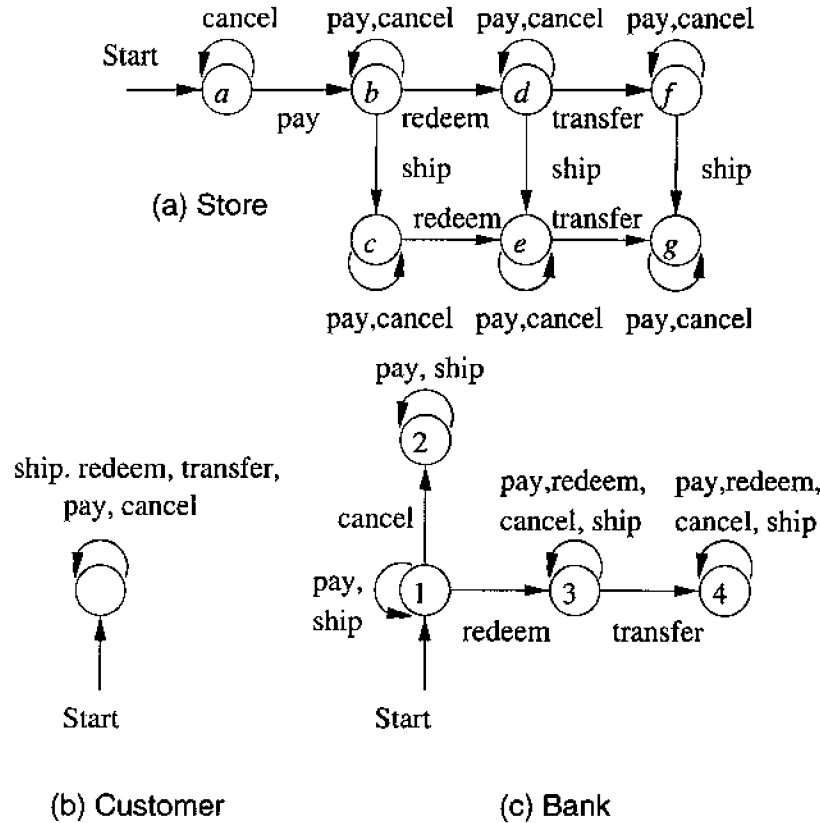 cancel pay,cancel pay,cancel pay,cancel
Start
a b d f
pay redeem transfer
ship ship ship
(a) Store
redeem transfer
c e g
pay,cancel pay,cancel pay,cancel
pay, ship
2
ship. redeem, transfer,
pay, cancel
cancel
pay,redeem,
cancel, ship
pay,redeem,
cancel, ship
pay,
ship
1 3 4
redeem transfer
Start Start
(b) Customer (c) Bank